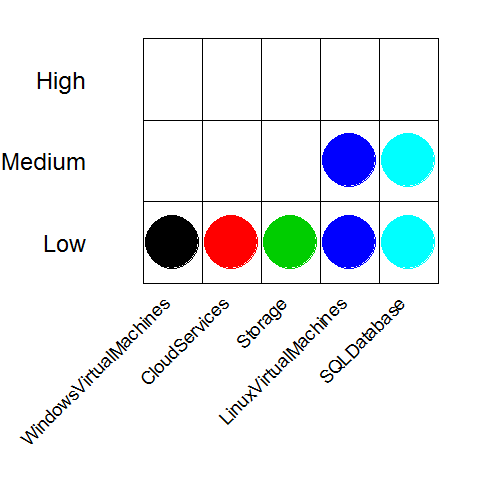 High
Medium
Low
WindowsVirtualMachines
CloudServices
Storage
LinuxVirtualMachines
SQLDatabase